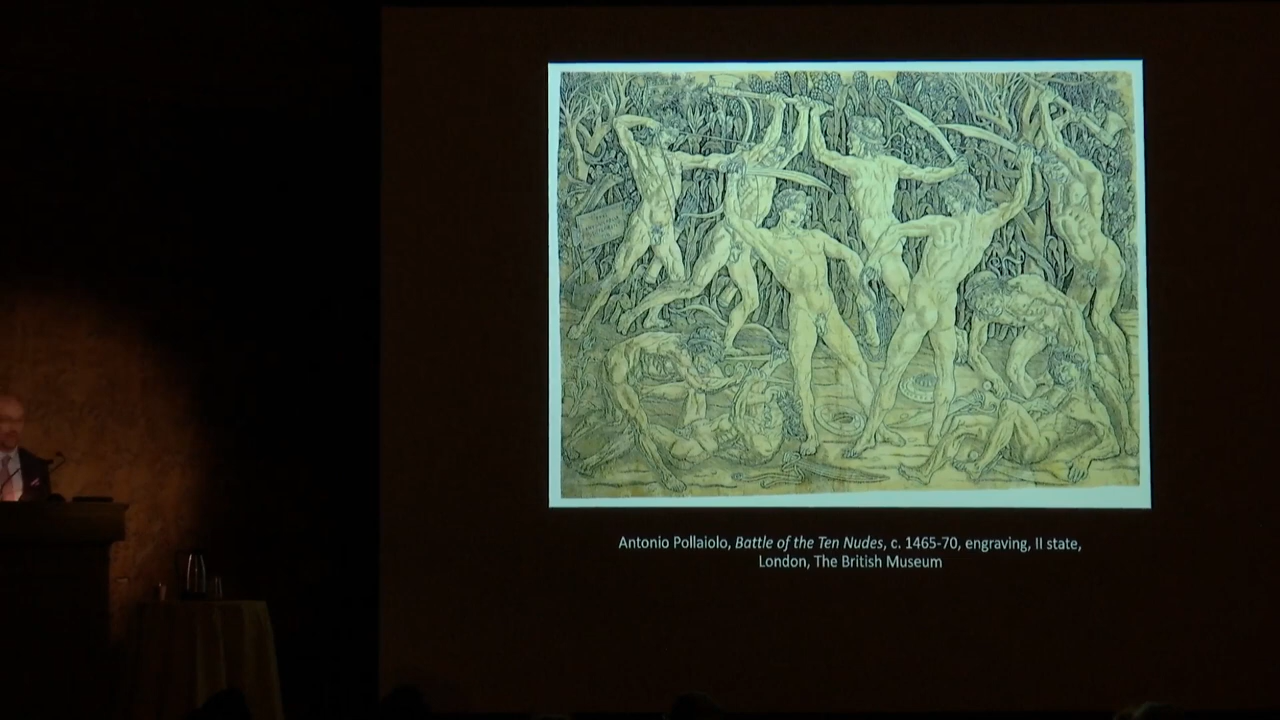 Antonio Pollaiolo, Battle of the Ten Nudes, c. 1465-70, engraving, II state,
London, The British Museum